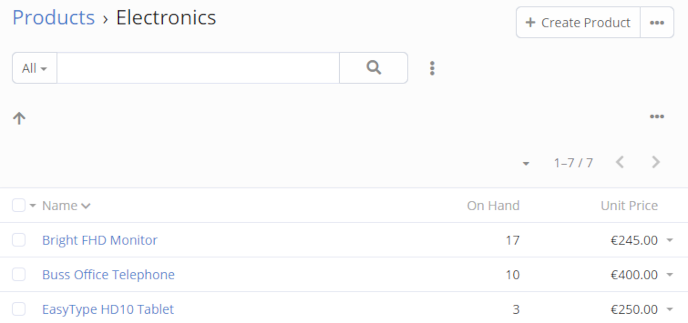 Products › Electronics
+ Create Product •••
All
•••
1–7 / 7
Name On Hand Unit Price
Bright FHD Monitor 17 €245.00
Buss Office Telephone 10 €400.00
EasyType HD10 Tablet 3 €250.00